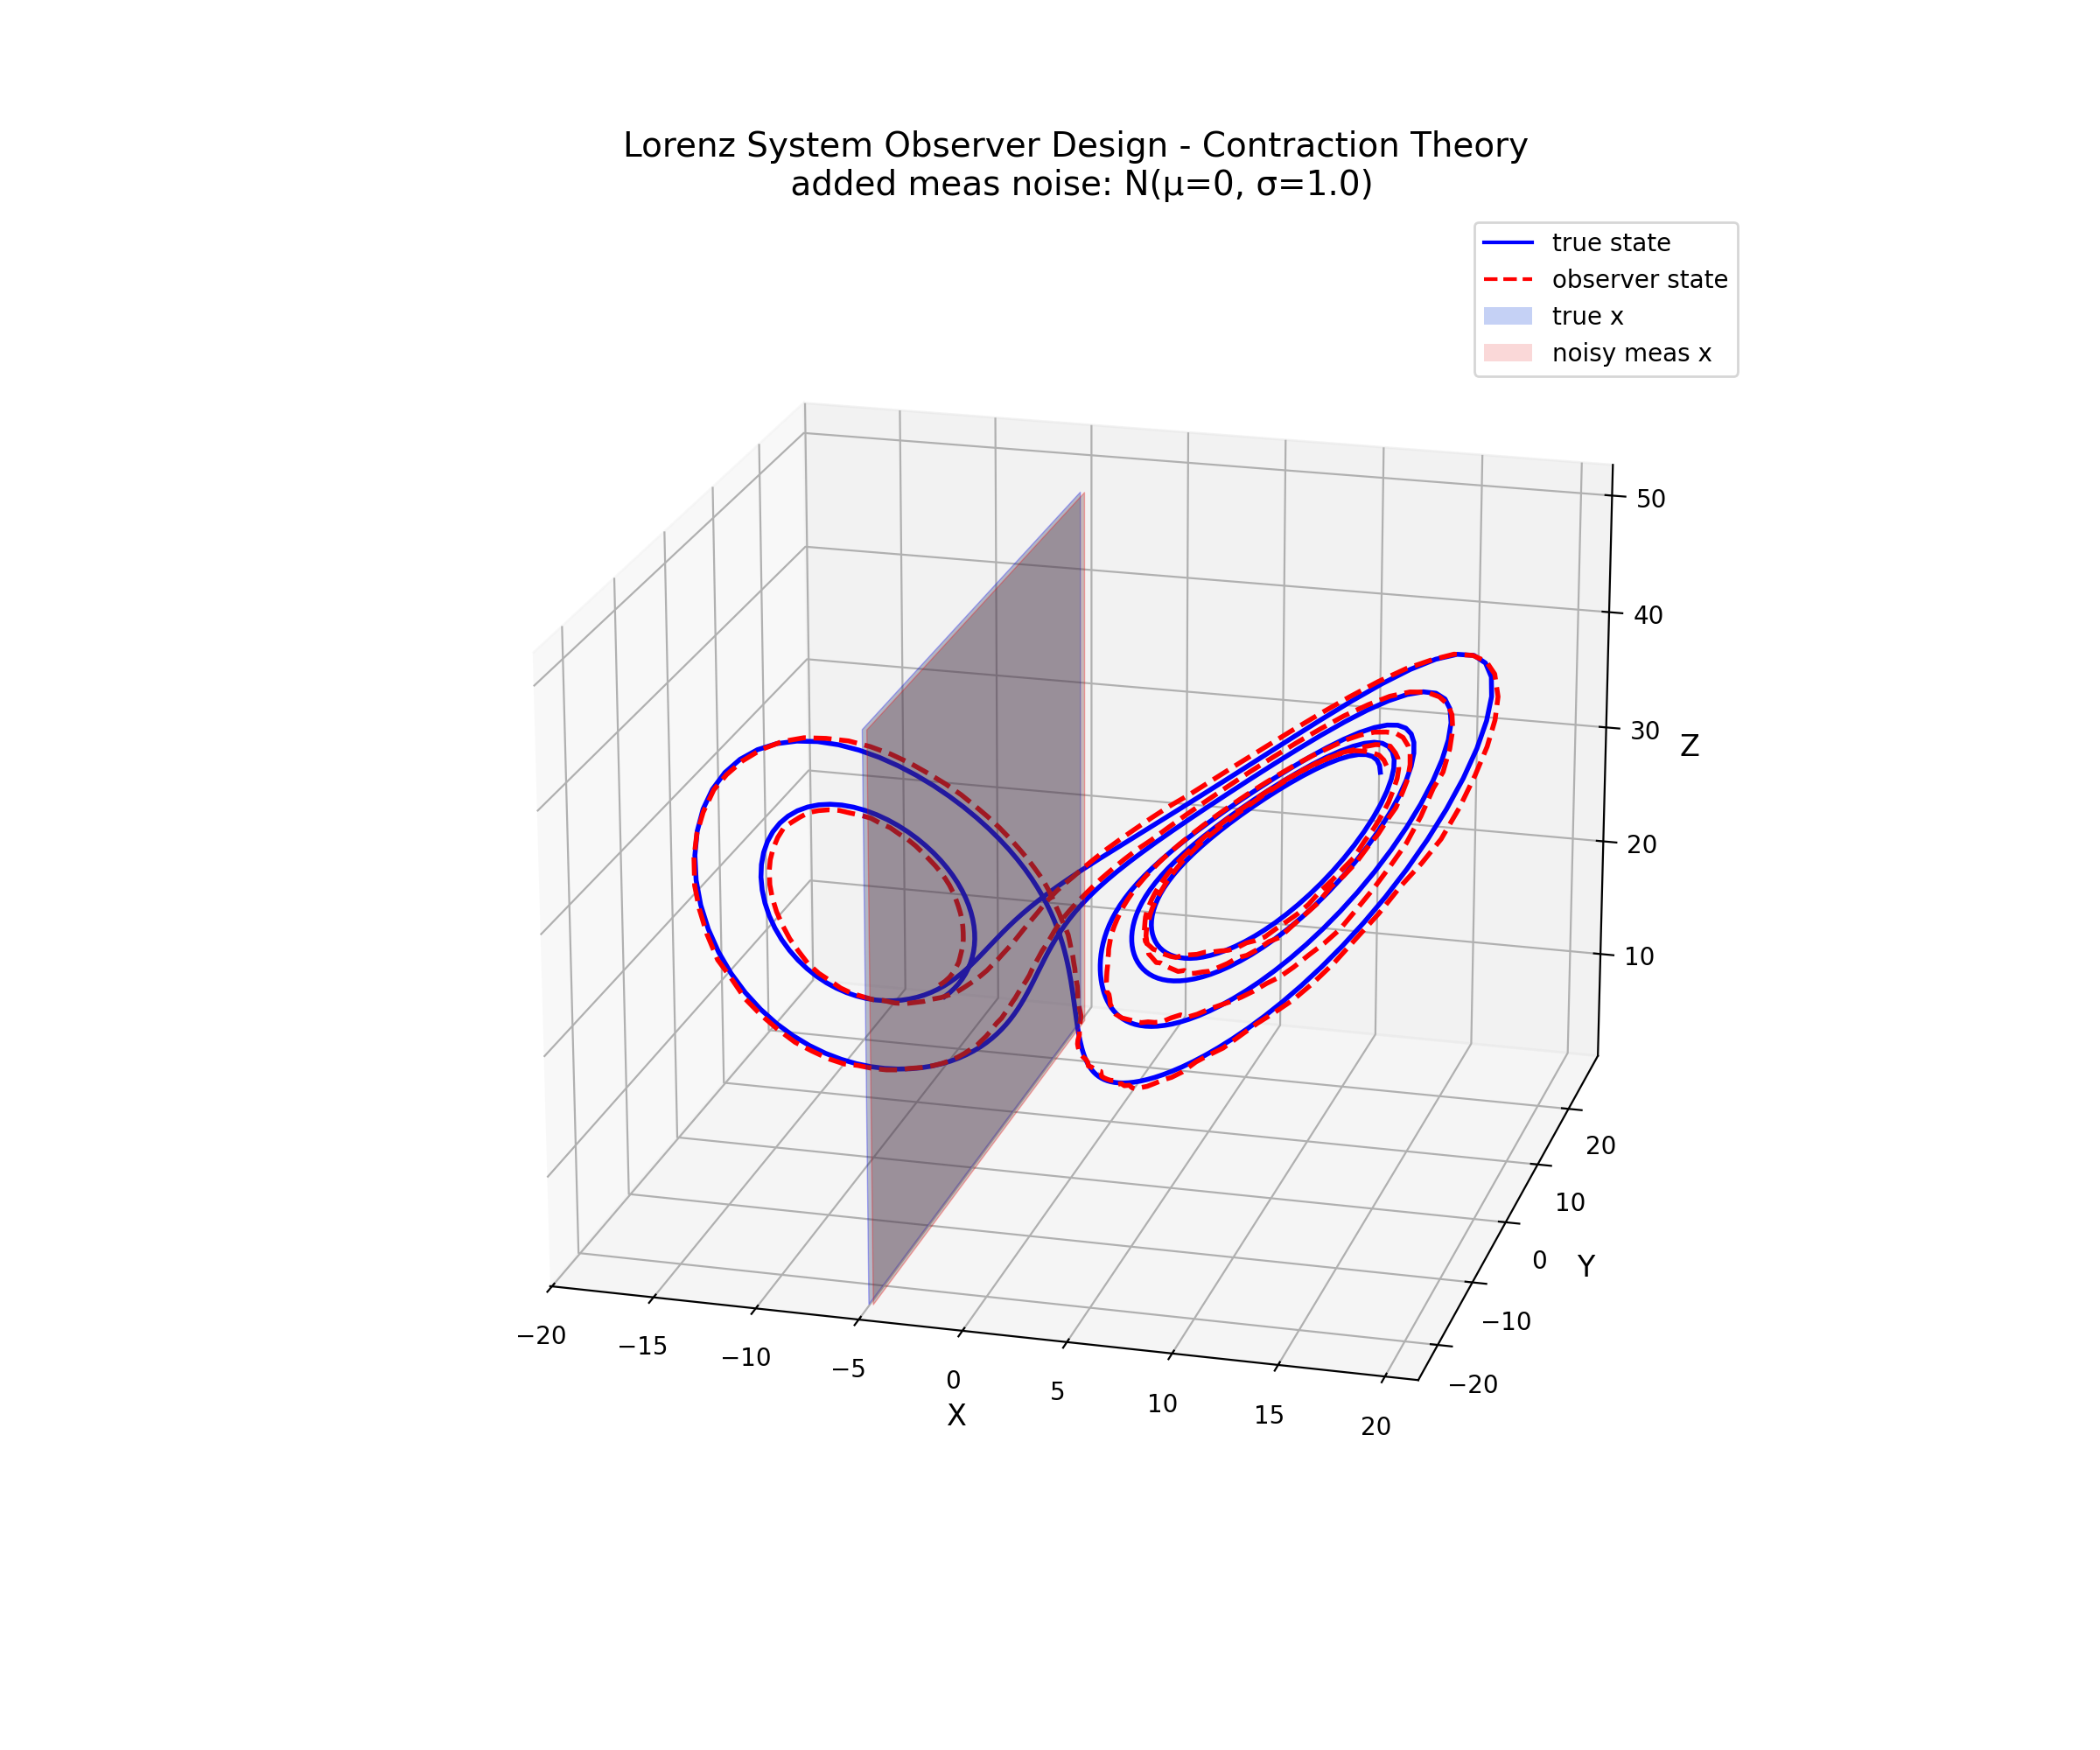 Lorenz System Observer Design - Contraction Theory
added meas noise: N(μ=0, σ=1.0)
true state
observer state
true x
noisy meas x
50
40
30
Z
20
10
20
10
0
Y
−10
−20
−20
−15
−10
−5
0
5
10
15
20
X